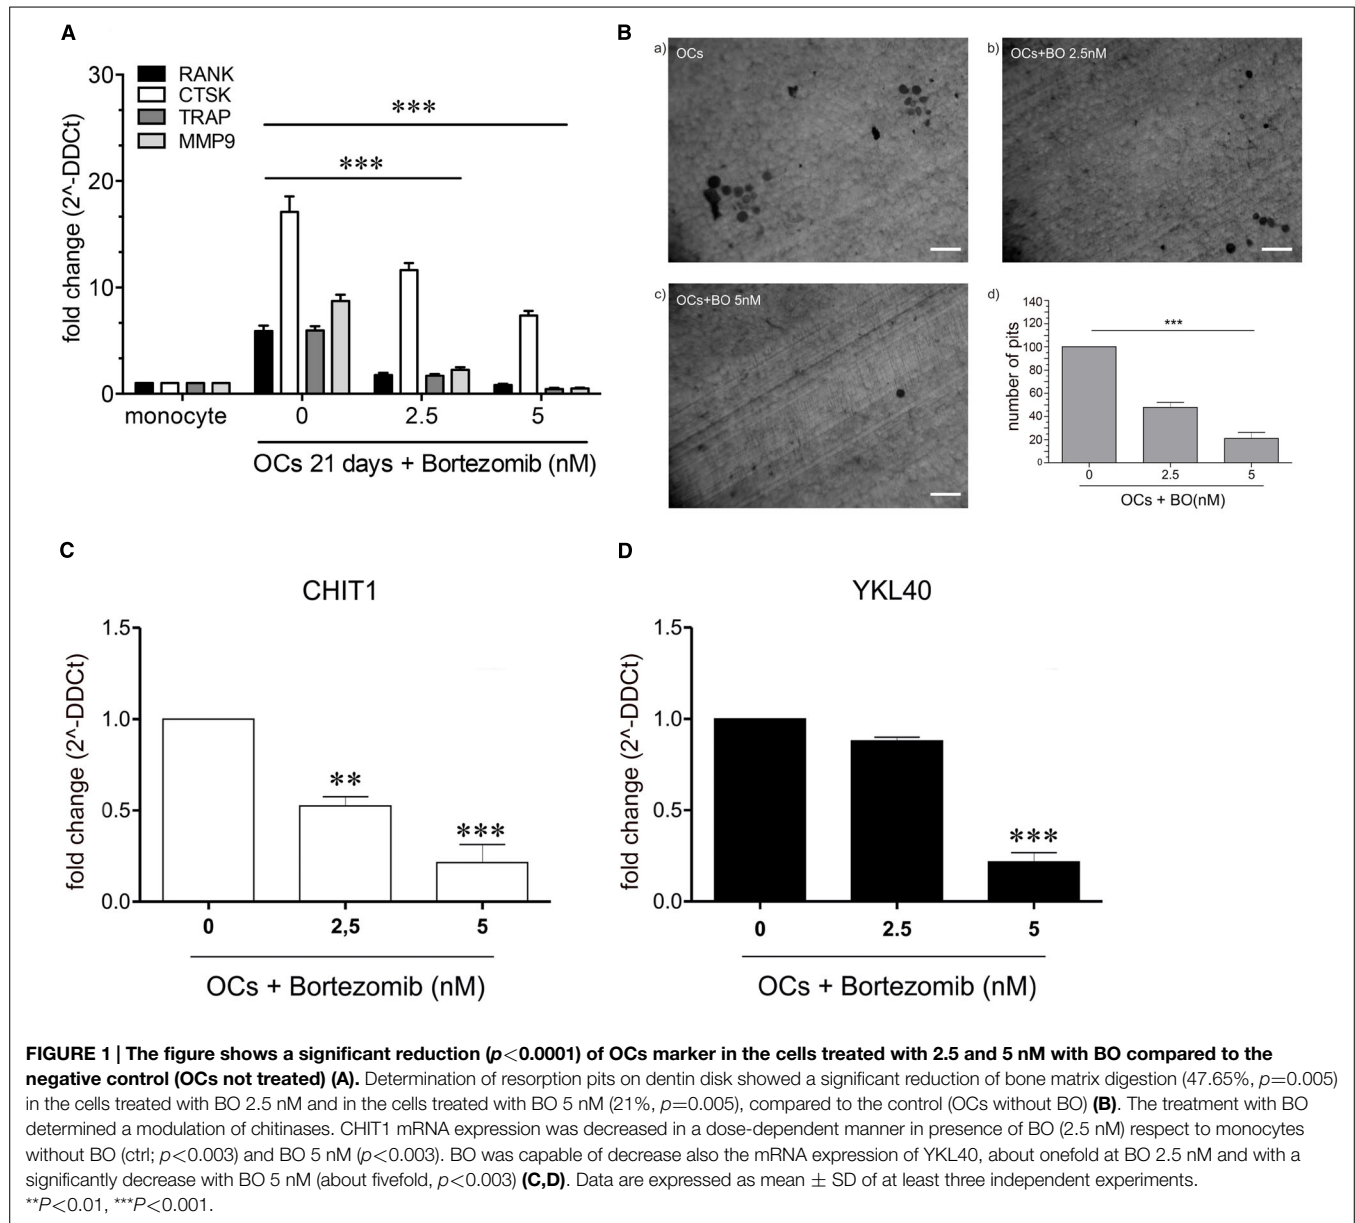 A
30
20
10
0
fold change (2^-DDCt)
RANK
CTSK
TRAP
MMP9
***
***
monocyte 0 2.5 5
OCs 21 days + Bortezomib (nM)
B
a)
OCs
b)
OCs+BO 2.5nM
c)
OCs+BO 5nM
d)
140
120
100
80
60
40
20
0
number of pits
***
0 2.5 5
OCs + BO(nM)
C
CHIT1
1.5
1.0
0.5
0.0
fold change (2^-DDCt)
**
***
0 2,5 5
OCs + Bortezomib (nM)
D
YKL40
1.5
1.0
0.5
0.0
fold change (2^-DDCt)
***
0 2.5 5
OCs + Bortezomib (nM)
FIGURE 1 | The figure shows a significant reduction (p<0.0001) of OCs marker in the cells treated with 2.5 and 5 nM with BO compared to the
negative control (OCs not treated) (A). Determination of resorption pits on dentin disk showed a significant reduction of bone matrix digestion (47.65%, p=0.005)
in the cells treated with BO 2.5 nM and in the cells treated with BO 5 nM (21%, p=0.005), compared to the control (OCs without BO) (B). The treatment with BO
determined a modulation of chitinases. CHIT1 mRNA expression was decreased in a dose-dependent manner in presence of BO (2.5 nM) respect to monocytes
without BO (ctrl; p<0.003) and BO 5 nM (p<0.003). BO was capable of decrease also the mRNA expression of YKL40, about onefold at BO 2.5 nM and with a
significantly decrease with BO 5 nM (about fivefold, p<0.003) (C,D). Data are expressed as mean ± SD of at least three independent experiments.
**P<0.01, ***P<0.001.